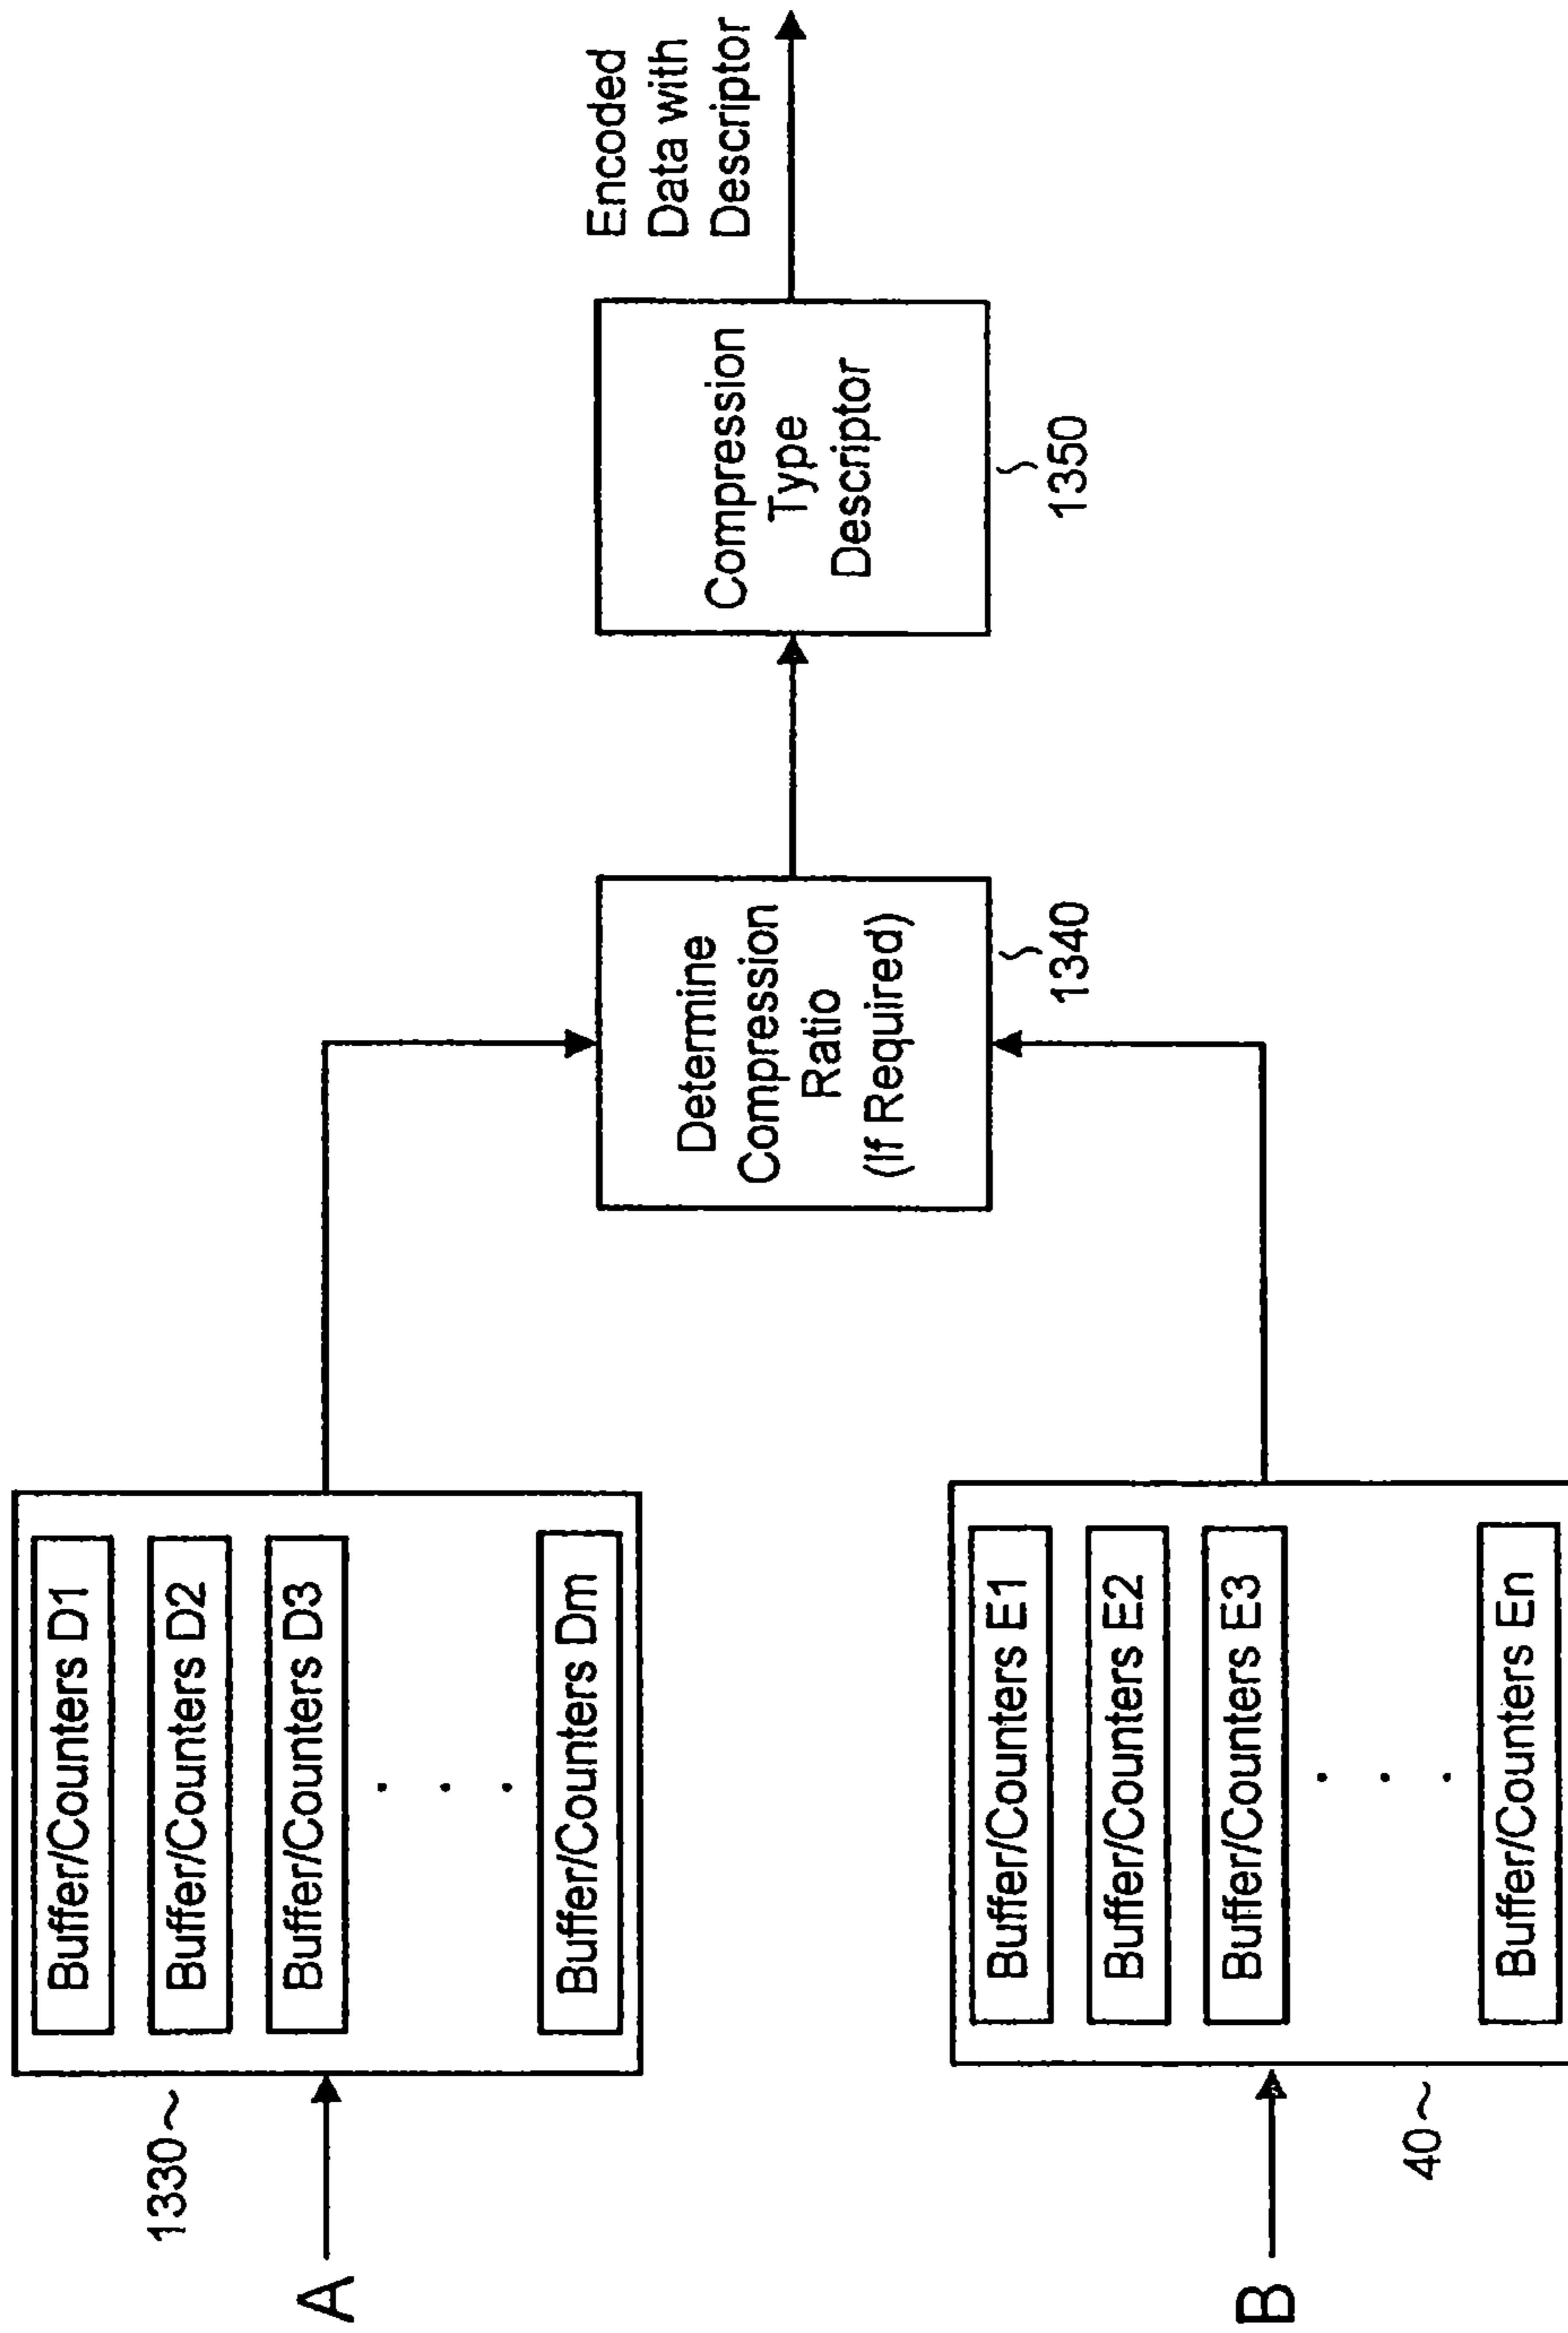 1330
A
Buffer/Counters D1
Buffer/Counters D2
Buffer/Counters D3
. . .
Buffer/Counters Dm
B
40
Buffer/Counters E1
Buffer/Counters E2
Buffer/Counters E3
. . .
Buffer/Counters En
Determine
Compression
Ratio
(If Required)
1340
Compression
Type
Descriptor
1350
Encoded
Data with
Descriptor